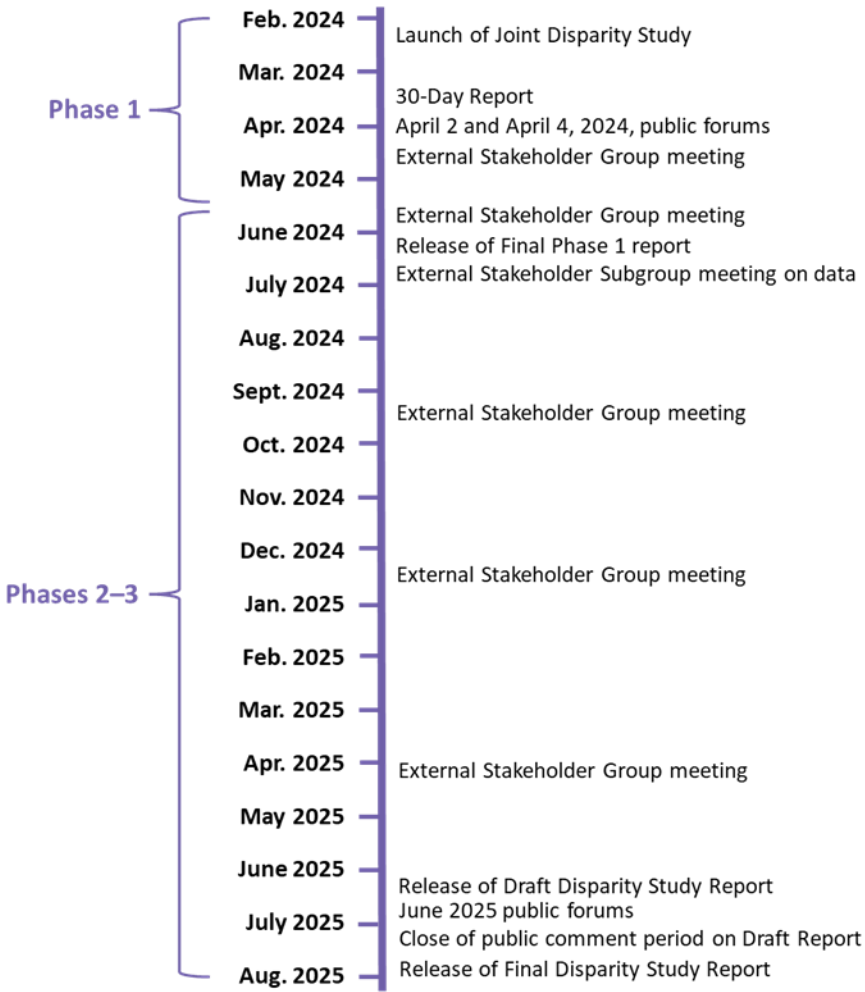 Feb. 2024
Launch of Joint Disparity Study
Mar. 2024
30-Day Report
Phase 1
Apr. 2024
April 2 and April 4, 2024, public forums
External Stakeholder Group meeting
May 2024
External Stakeholder Group meeting
June 2024
Release of Final Phase 1 report
External Stakeholder Subgroup meeting on data
July 2024
Aug. 2024
Sept. 2024
External Stakeholder Group meeting
Oct. 2024
Nov. 2024
Dec. 2024
External Stakeholder Group meeting
Phases 2–3
Jan. 2025
Feb. 2025
Mar. 2025
Apr. 2025
External Stakeholder Group meeting
May 2025
June 2025
Release of Draft Disparity Study Report
June 2025 public forums
July 2025
Close of public comment period on Draft Report
Release of Final Disparity Study Report
Aug. 2025